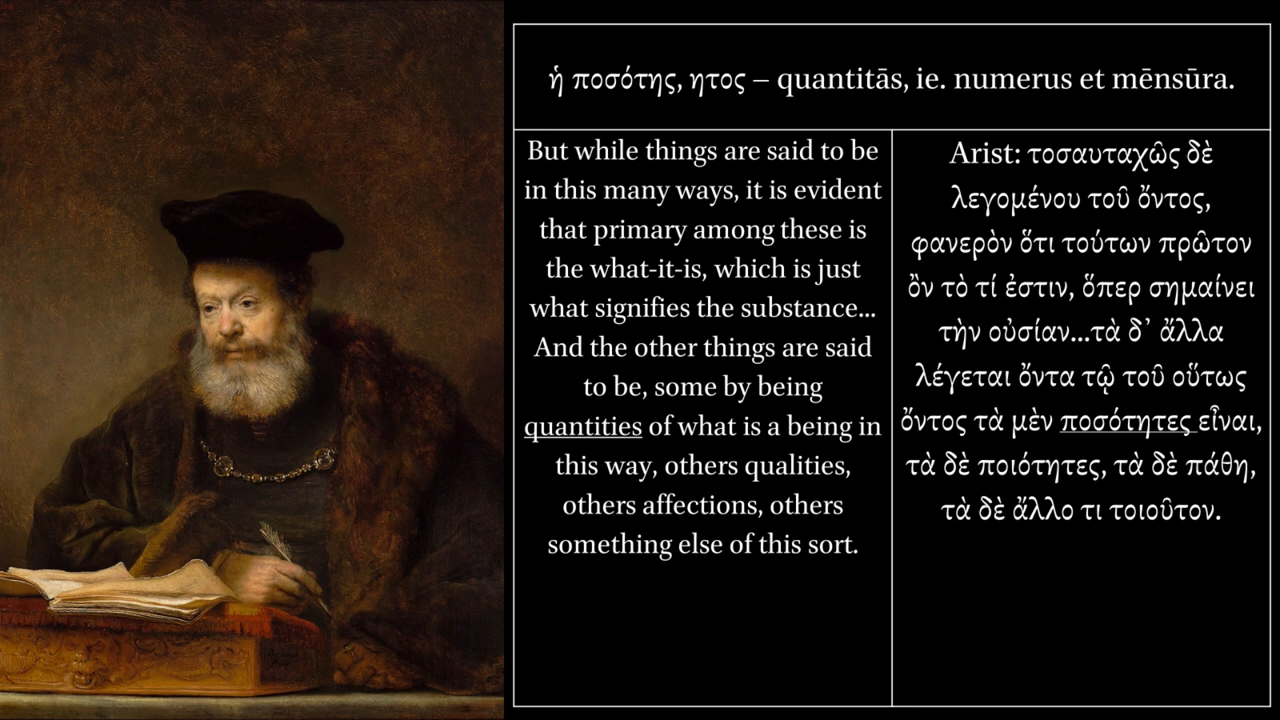 ἡ ποσότης, ητος – quantitās, ie. numerus et mēnsūra.
But while things are said to be
in this many ways, it is evident
that primary among these is
the what-it-is, which is just
what signifies the substance...
And the other things are said
to be, some by being
quantities of what is a being in
this way, others qualities,
others affections, others
something else of this sort.
Arist: τοσαυταχῶς δὲ
λεγομένου τοῦ ὄντος,
φανερὸν ὅτι τούτων πρῶτον
ὂν τὸ τί ἐστιν, ὅπερ σημαίνει
τὴν οὐσίαν...τὰ δ᾽ ἄλλα
λέγεται ὄντα τῷ τοῦ οὕτως
ὄντος τὰ μὲν ποσότητες εἶναι,
τὰ δὲ ποιότητες, τὰ δὲ πάθη,
τὰ δὲ ἄλλο τι τοιοῦτον.